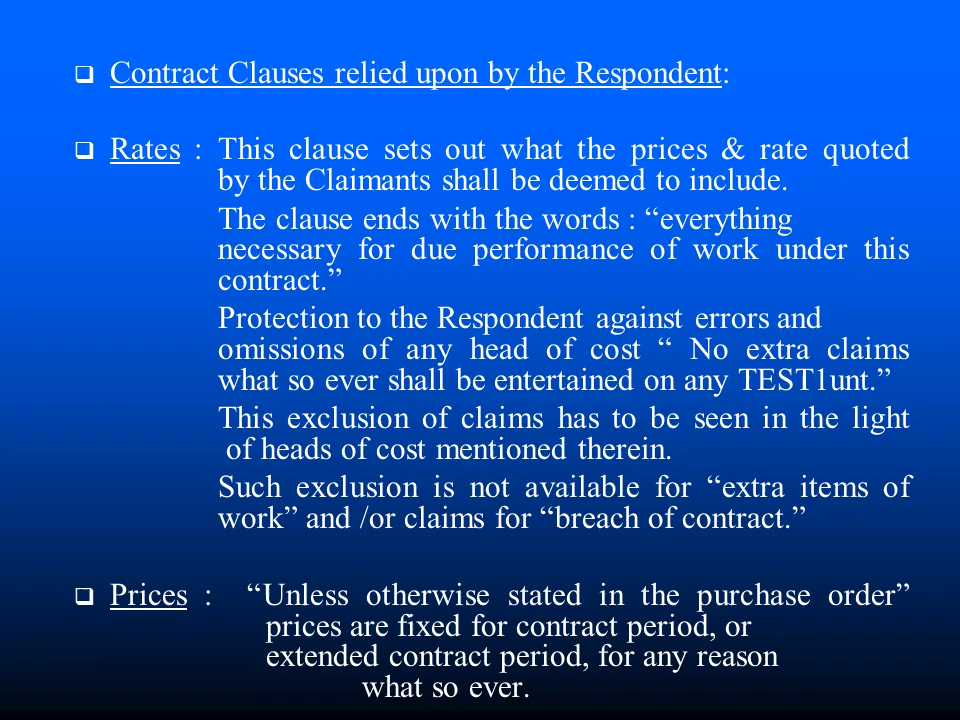 Contract Clauses relied upon by the Respondent:
Rates : This clause sets out what the prices & rate quoted
by the Claimants shall be deemed to include.
The clause ends with the words : “everything
necessary for due performance of work under this
contract.”
Protection to the Respondent against errors and
omissions of any head of cost “ No extra claims
what so ever shall be entertained on any TEST1unt.”
This exclusion of claims has to be seen in the light
of heads of cost mentioned therein.
Such exclusion is not available for “extra items of
work” and /or claims for “breach of contract.”
Prices : “Unless otherwise stated in the purchase order”
prices are fixed for contract period, or
extended contract period, for any reason
what so ever.